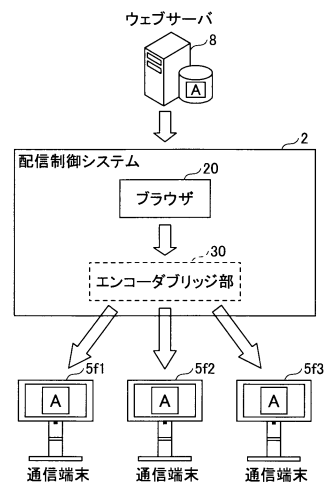 ウェブサーバ
8
A
2
配信制御システム
20
ブラウザ
30
エンコーダブリッジ部
5f1 5f2 5f3
A A A
通信端末 通信端末 通信端末